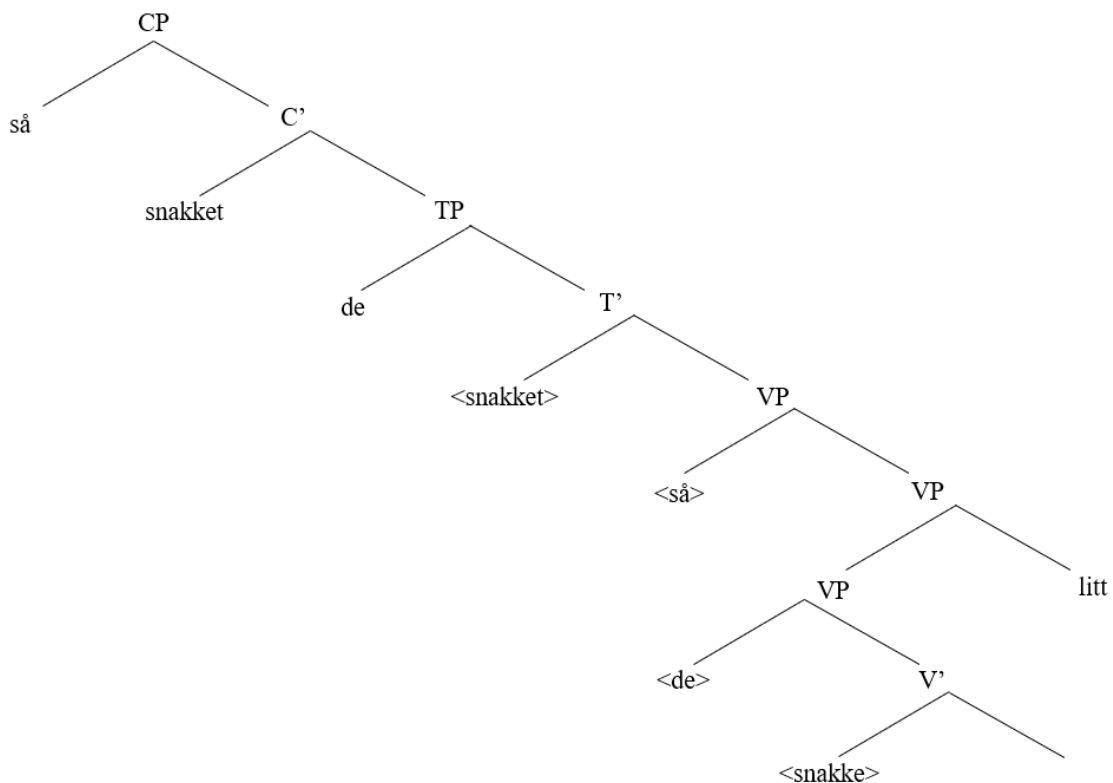 CP
så
C’
snakket
TP
de
T’
<snakket>
VP
<så>
VP
VP
litt
<de>
V’
<snakke>